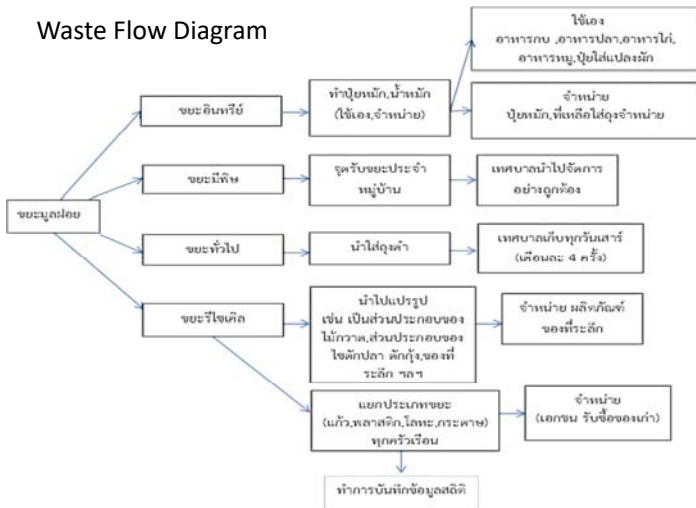 Waste Flow Diagram
ใช้เอง
อาหารกบ ,อาหารปลา,อาหารไก่,
อาหารหมู,ปุ๋ยใส่แปลงผัก
ขยะอินทรีย์
ทำปุ๋ยหมัก,น้ำหมัก
(ใช้เอง,จำหน่าย)
จำหน่าย
ปุ๋ยหมัก,ที่เหลือใส่ถุงจำหน่าย
ขยะมีพิษ
จุดรับขยะประจำ
หมู่บ้าน
เทศบาลนำไปจัดการ
อย่างถูกต้อง
ขยะมูลฝอย
ขยะทั่วไป
นำใส่ถุงดำ
เทศบาลเก็บทุกวันเสาร์
(เดือนละ 4 ครั้ง)
ขยะรีไซเคิล
นำไปแปรรูป
เช่น เป็นส่วนประกอบของ
ไม้กวาด,ส่วนประกอบของ
ไซดักปลา ดักกุ้ง,ของที่
ระลึก ฯลฯ
จำหน่าย ผลิตภัณฑ์
ของที่ระลึก
แยกประเภทขยะ
(แก้ว,พลาสติก,โลหะ,กระดาษ)
ทุกครัวเรือน
จำหน่าย
(เอกชน รับซื้อของเก่า)
ทำการบันทึกข้อมูลสถิติ